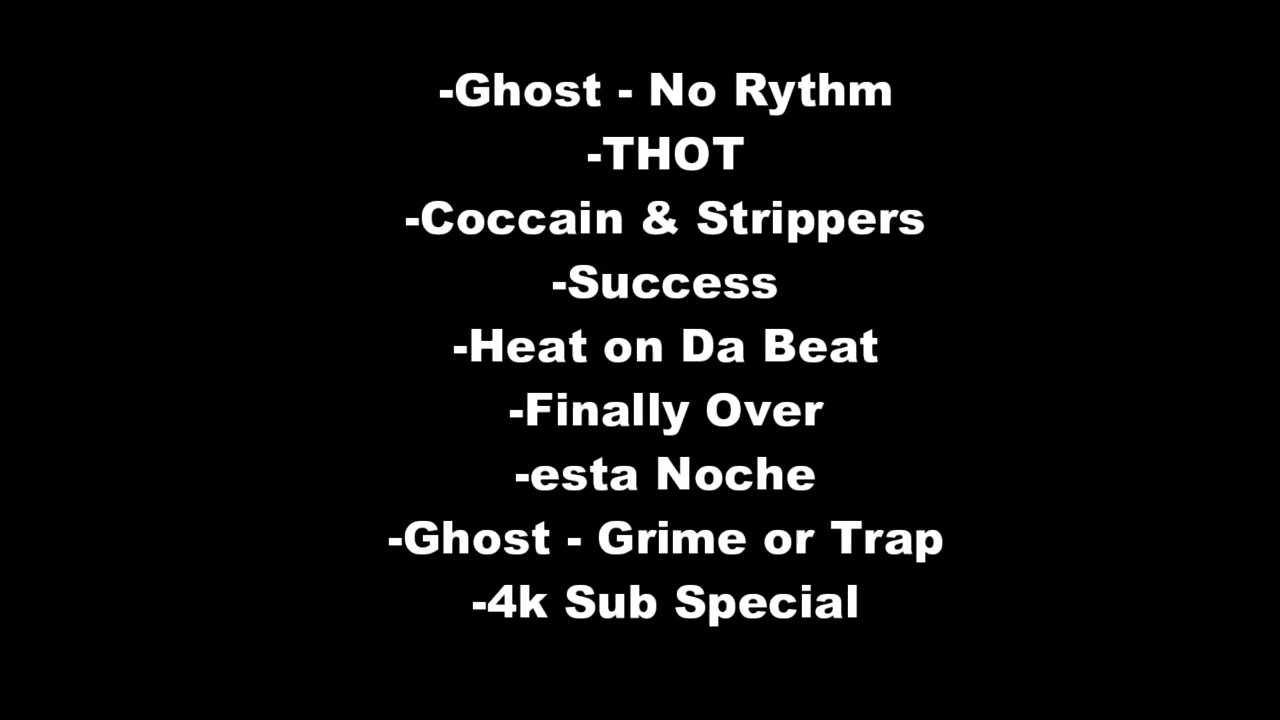 -Ghost - No Rythm
-THOT
-Coccain & Strippers
-Success
-Heat on Da Beat
-Finally Over
-esta Noche
-Ghost - Grime or Trap
-4k Sub Special